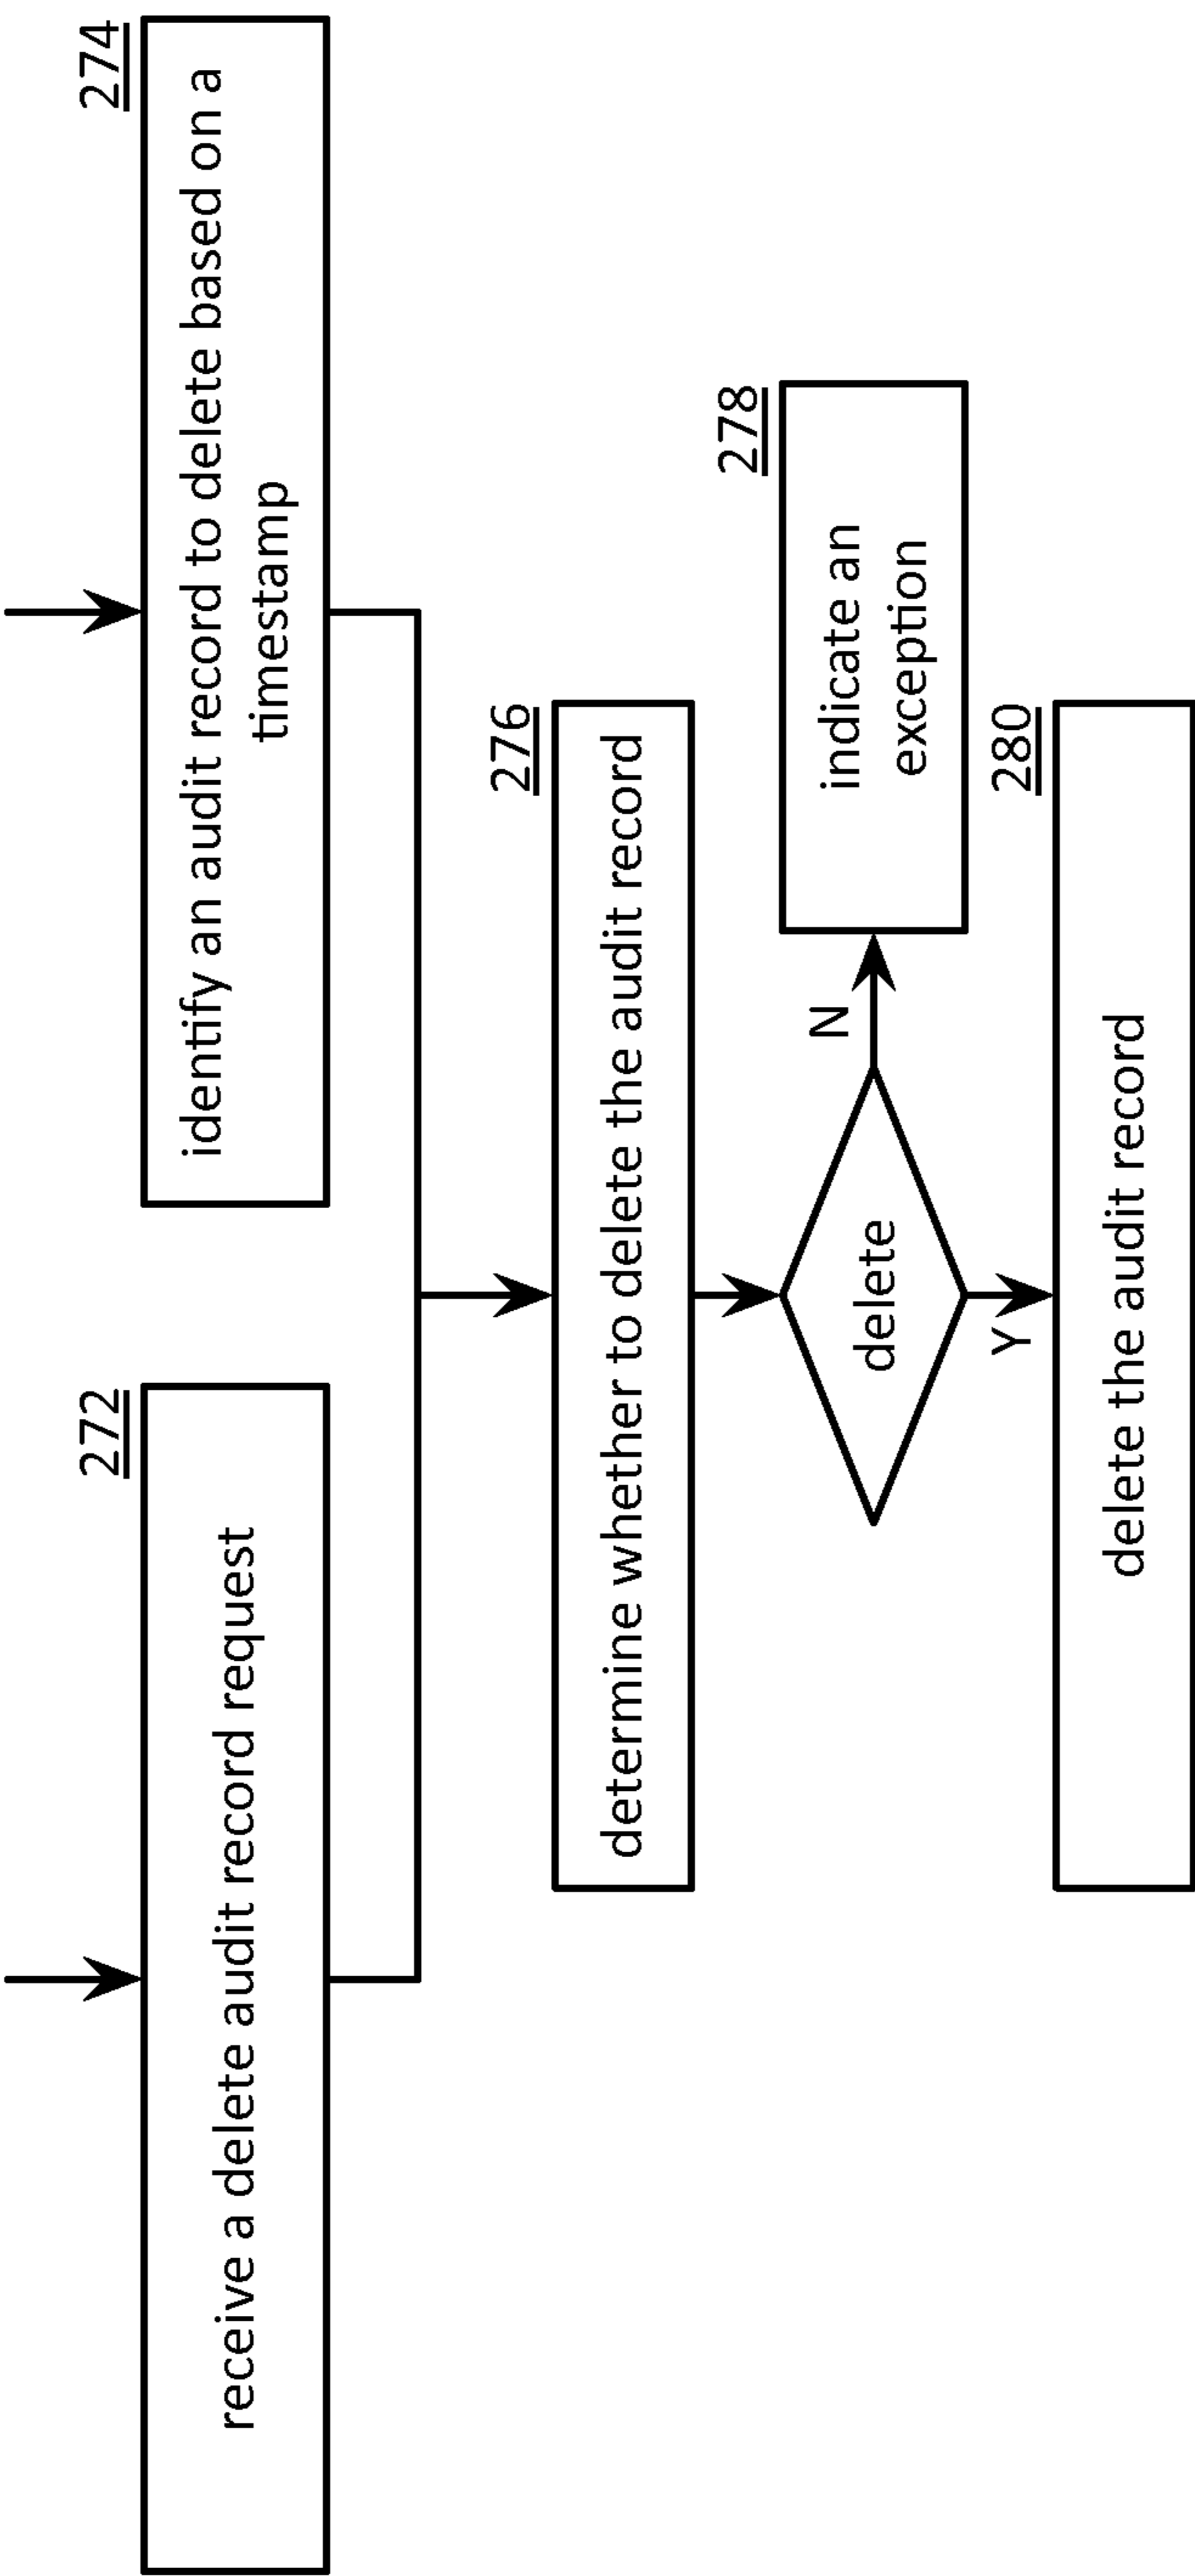 272
receive a delete audit record request
274
identify an audit record to delete based on a
timestamp
276
determine whether to delete the audit record
delete
N
278
indicate an
exception
Y
280
delete the audit record